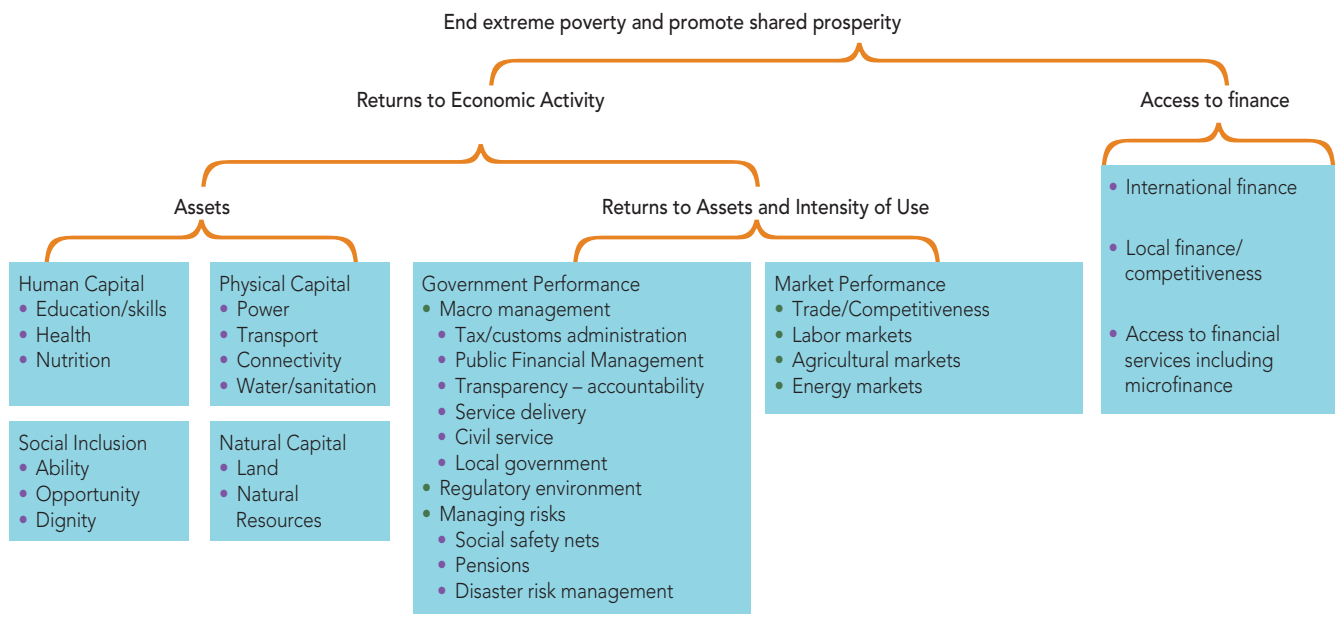 End extreme poverty and promote shared prosperity
Returns to Economic Activity
Access to finance
Assets
Returns to Assets and Intensity of Use
Human Capital
• Education/skills
• Health
• Nutrition
Physical Capital
• Power
• Transport
• Connectivity
• Water/sanitation
Social Inclusion
• Ability
• Opportunity
• Dignity
Natural Capital
• Land
• Natural
Resources
Government Performance
• Macro management
• Tax/customs administration
• Public Financial Management
• Transparency – accountability
• Service delivery
• Civil service
• Local government
• Regulatory environment
• Managing risks
• Social safety nets
• Pensions
• Disaster risk management
Market Performance
• Trade/Competitiveness
• Labor markets
• Agricultural markets
• Energy markets
• International finance
• Local finance/
competitiveness
• Access to financial
services including
microfinance